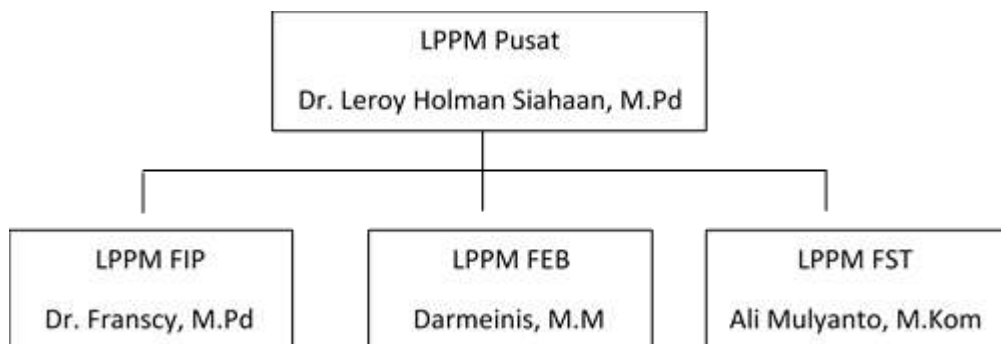 LPPM Pusat
Dr. Leroy Holman Siahaan, M.Pd
LPPM FIP
Dr. Franscy, M.Pd
LPPM FEB
Darmeinis, M.M
LPPM FST
Ali Mulyanto, M.Kom